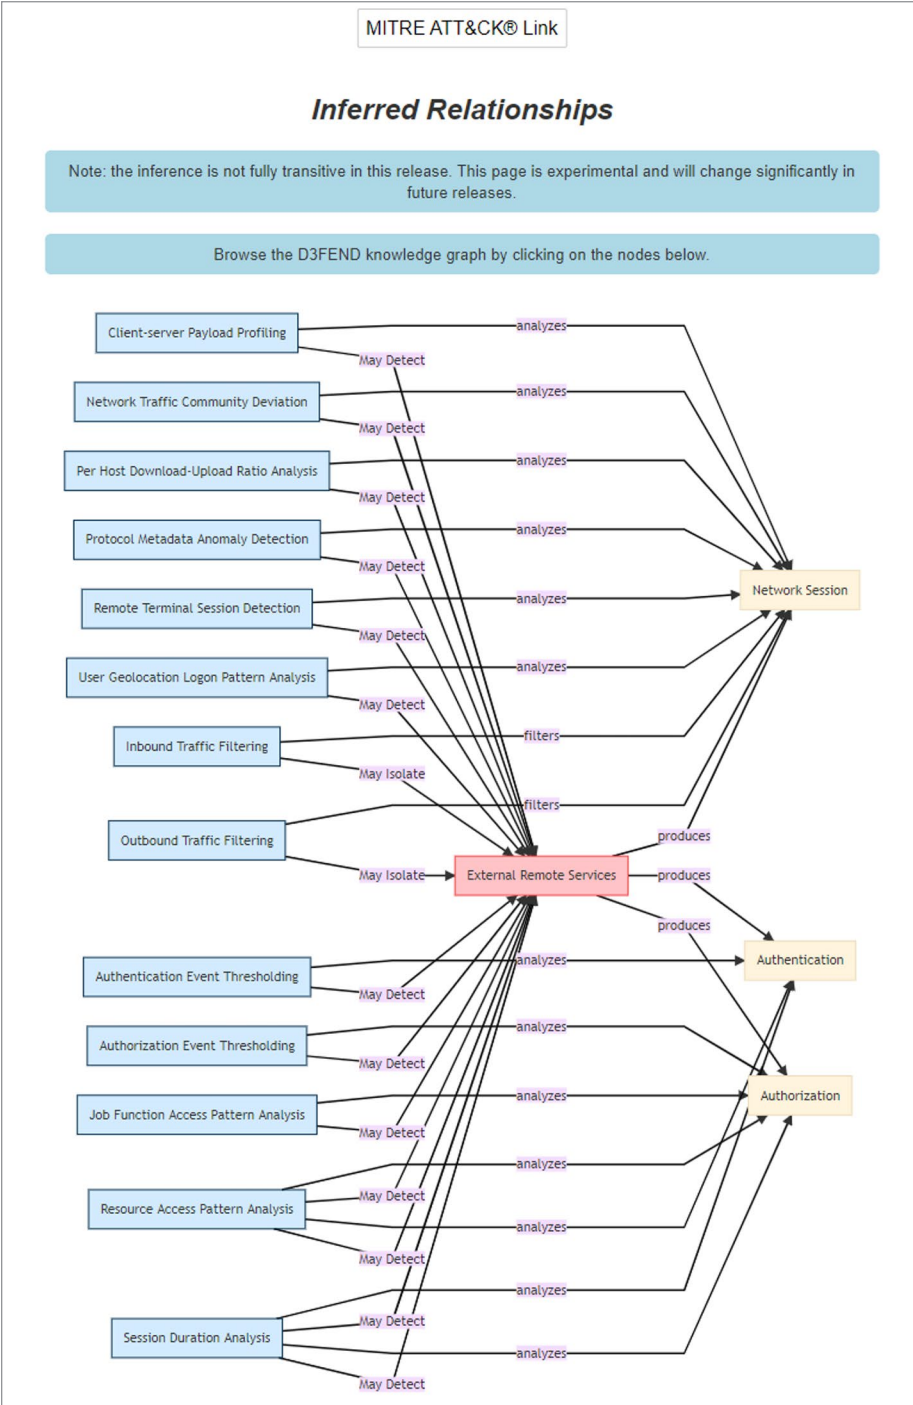 MITRE ATT&CK® Link
Inferred Relationships
Note: the inference is not fully transitive in this release. This page is experimental and will change significantly in
future releases.
Browse the D3FEND knowledge graph by clicking on the nodes below.
Client-server Payload Profiling
analyzes
May Detect
Network Traffic Community Deviation
analyzes
May Detect
Per Host Download-Upload Ratio Analysis
analyzes
May Detect
Protocol Metadata Anomaly Detection
analyzes
May Detect
Network Session
Remote Terminal Session Detection
analyzes
May Detect
User Geolocation Logon Pattern Analysis
analyzes
May Detect
Inbound Traffic Filtering
filters
May Isolate
Outbound Traffic Filtering
filters
May Isolate
External Remote Services
produces
produces
produces
Authentication Event Thresholding
analyzes
May Detect
Authentication
Authorization Event Thresholding
analyzes
May Detect
Job Function Access Pattern Analysis
analyzes
May Detect
Authorization
Resource Access Pattern Analysis
analyzes
May Detect
analyzes
May Detect
Session Duration Analysis
analyzes
May Detect
analyzes
May Detect